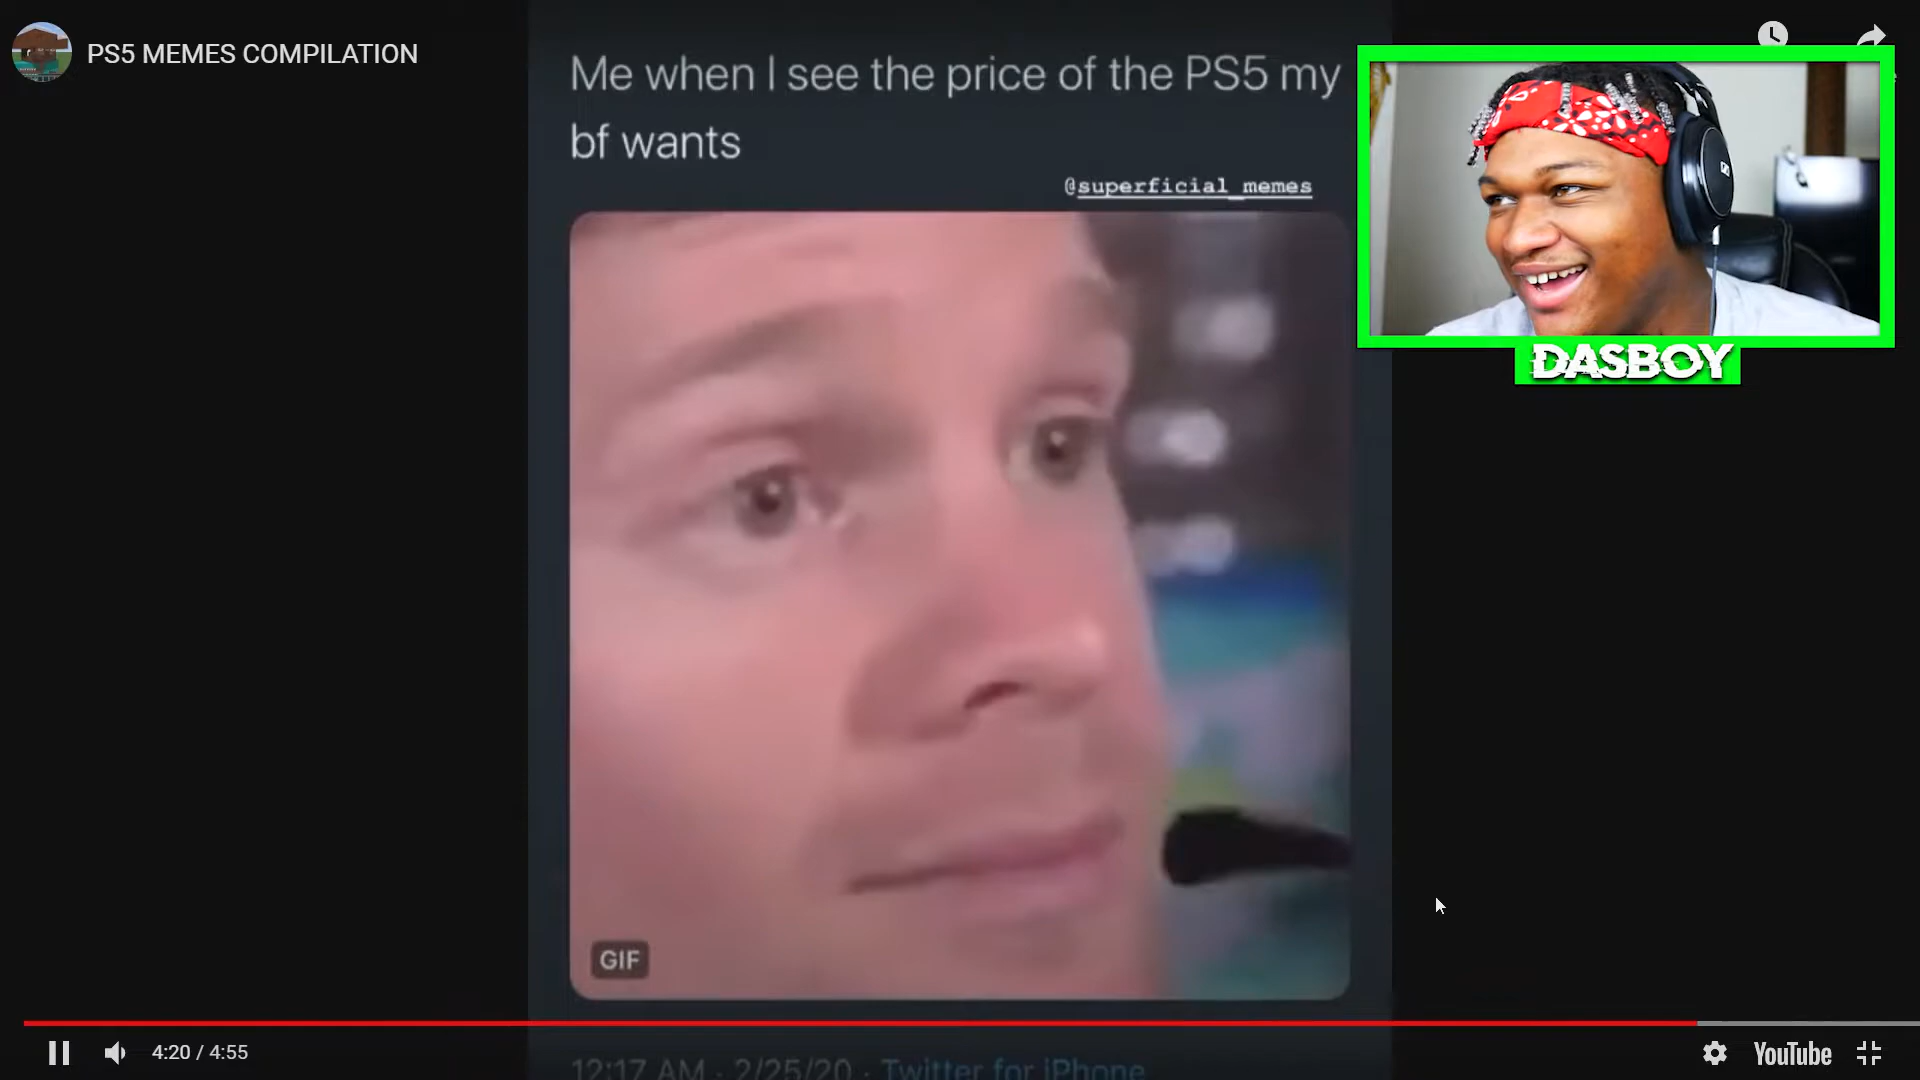 PS5 MEMES COMPILATION
Me when I see the price of the PS5 my
bf wants
@superficial_memes
DASBOY
GIF
12:17 AM · 2/25/20 · Twitter for iPhone
4:20 / 4:55
YouTube